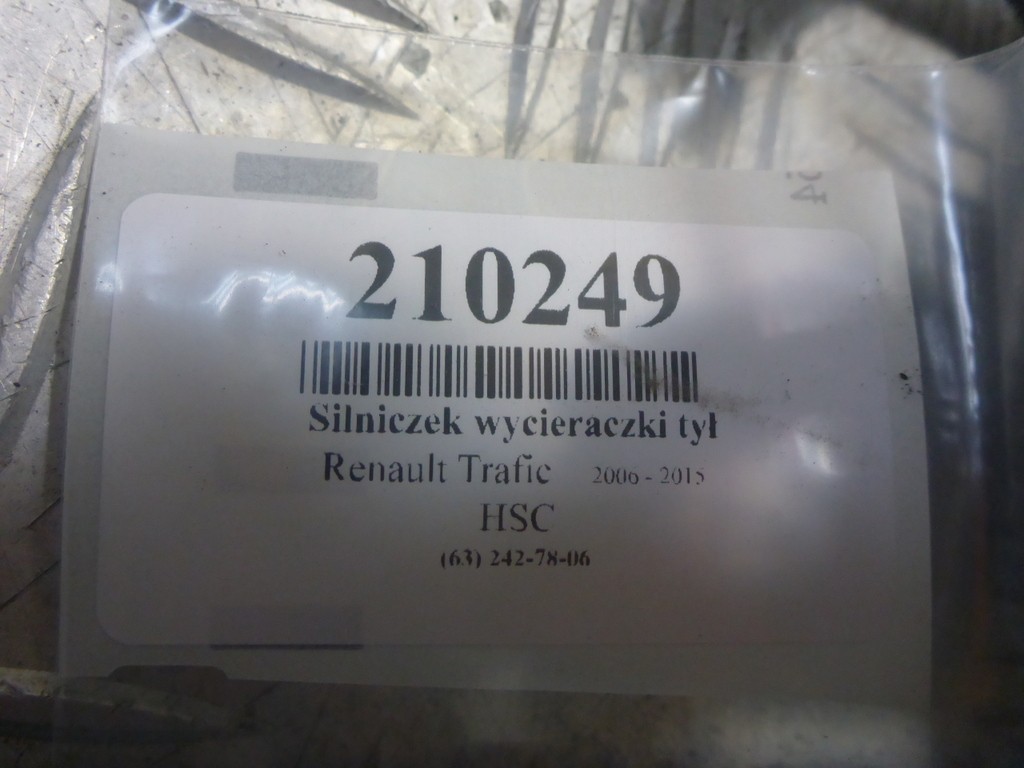 210249
Silniczek wycieraczki tył
Renault Trafic 2006 - 2015
HSC
(63) 242-78-06